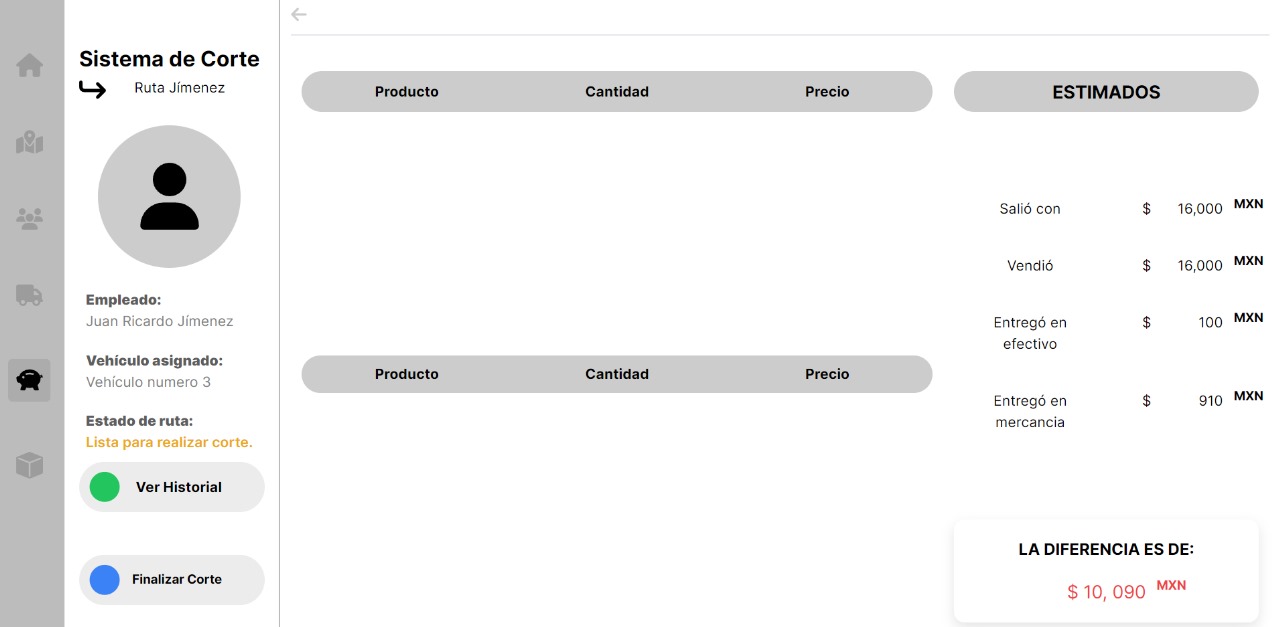 Sistema de Corte
Ruta Jímenez
Empleado:
Juan Ricardo Jímenez
Vehículo asignado:
Vehículo numero 3
Estado de ruta:
Lista para realizar corte.
Ver Historial
Finalizar Corte
Producto Cantidad Precio
Producto Cantidad Precio
ESTIMADOS
Salió con $ 16,000 MXN
Vendió $ 16,000 MXN
Entregó en $ 100 MXN
efectivo
Entregó en $ 910 MXN
mercancia
LA DIFERENCIA ES DE:
$ 10, 090 MXN